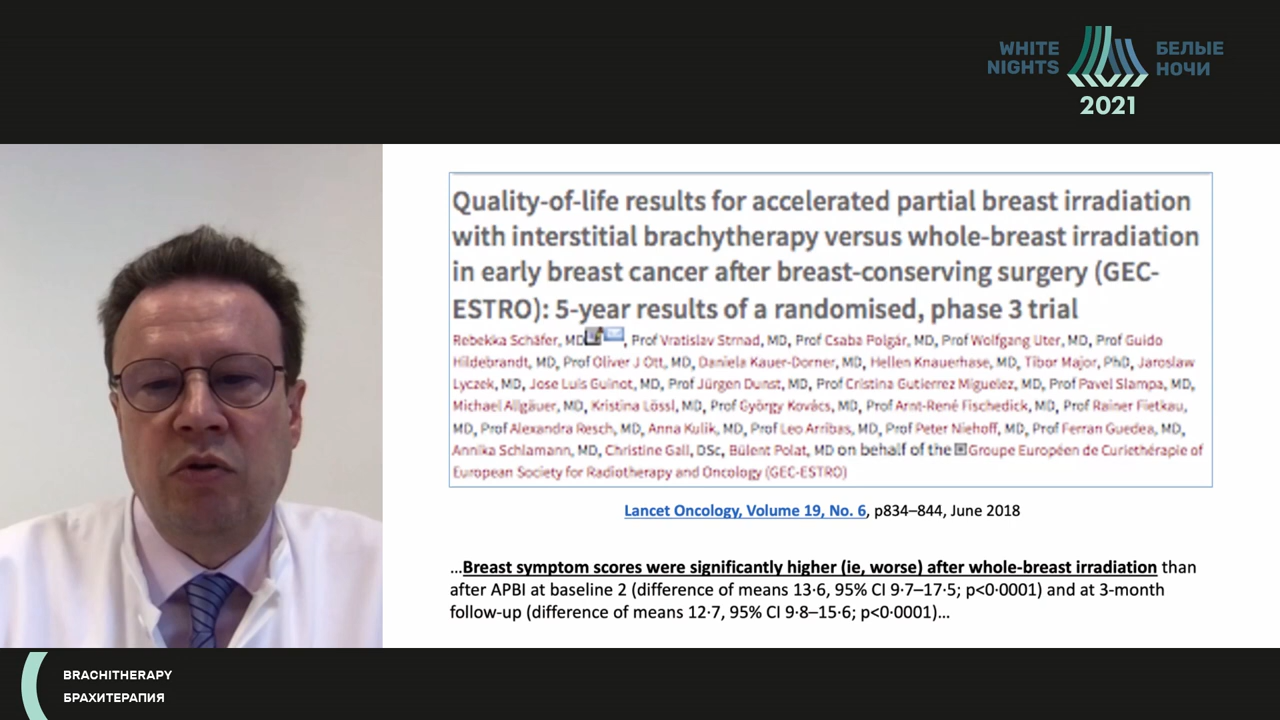 WHITE
NIGHTS
БЕЛЫЕ
НОЧИ
2021
Quality-of-life results for accelerated partial breast irradiation
with interstitial brachytherapy versus whole-breast irradiation
in early breast cancer after breast-conserving surgery (GEC-
ESTRO): 5-year results of a randomised, phase 3 trial
Rebekka Schäfer, MD, Prof Vratislav Strnad, MD, Prof Csaba Polgár, MD, Prof Wolfgang Uter, MD, Prof Guido
Hildebrandt, MD, Prof Oliver J Ott, MD, Daniela Kauer-Dorner, MD, Hellen Knauerhase, MD, Tibor Major, PhD, Jaroslaw
Lyczek, MD, Jose Luis Guinot, MD, Prof Jürgen Dunst, MD, Prof Cristina Gutierrez Miguelez, MD, Prof Pavel Slampa, MD,
Michael Allgäuer, MD, Kristina Lössl, MD, Prof György Kovács, MD, Prof Arnt-René Fischedick, MD, Prof Rainer Fietkau,
MD, Prof Alexandra Resch, MD, Anna Kulik, MD, Prof Leo Arribas, MD, Prof Peter Niehoff, MD, Prof Ferran Guedea, MD,
Annika Schlamann, MD, Christine Gall, DSc, Bülent Polat, MD on behalf of the Groupe Européen de Curiethérapie of
European Society for Radiotherapy and Oncology (GEC-ESTRO)
Lancet Oncology, Volume 19, No. 6, p834–844, June 2018
...Breast symptom scores were significantly higher (ie, worse) after whole-breast irradiation than
after APBI at baseline 2 (difference of means 13·6, 95% CI 9·7–17·5; p<0·0001) and at 3-month
follow-up (difference of means 12·7, 95% CI 9·8–15·6; p<0·0001)...
BRACHITHERAPY
БРАХИТЕРАПИЯ